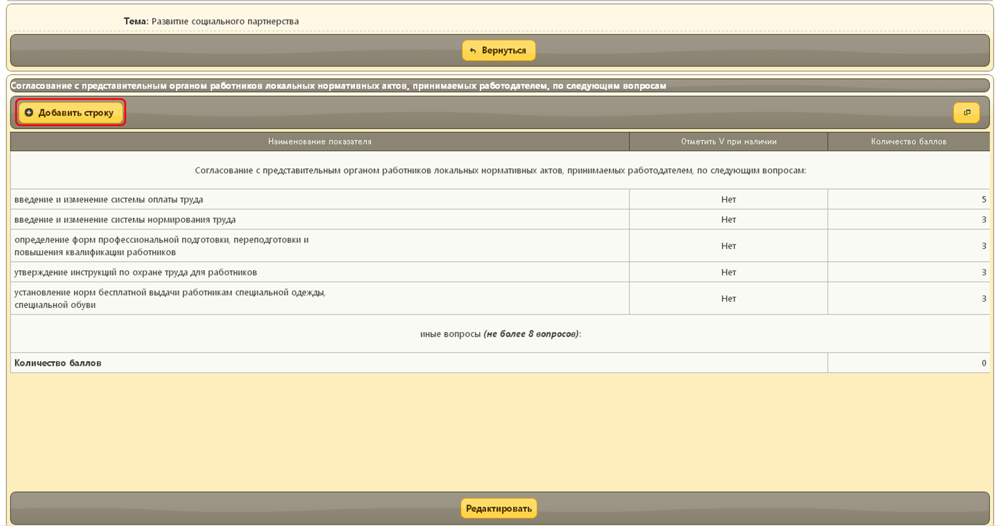 Тема: Развитие социального партнерства
Вернуться
Согласование с представительным органом работников локальных нормативных актов, принимаемых работодателем, по следующим вопросам
Добавить строку
Наименование показателя Отметить V при наличии Количество баллов
Согласование с представительным органом работников локальных нормативных актов, принимаемых работодателем, по следующим вопросам:
введение и изменение системы оплаты труда Нет 5
введение и изменение системы нормирования труда Нет 3
определение форм профессиональной подготовки, переподготовки и
повышения квалификации работников Нет 3
утверждение инструкций по охране труда для работников Нет 3
установление норм бесплатной выдачи работникам специальной одежды,
специальной обуви Нет 3
иные вопросы (не более 8 вопросов):
Количество баллов 0
Редактировать